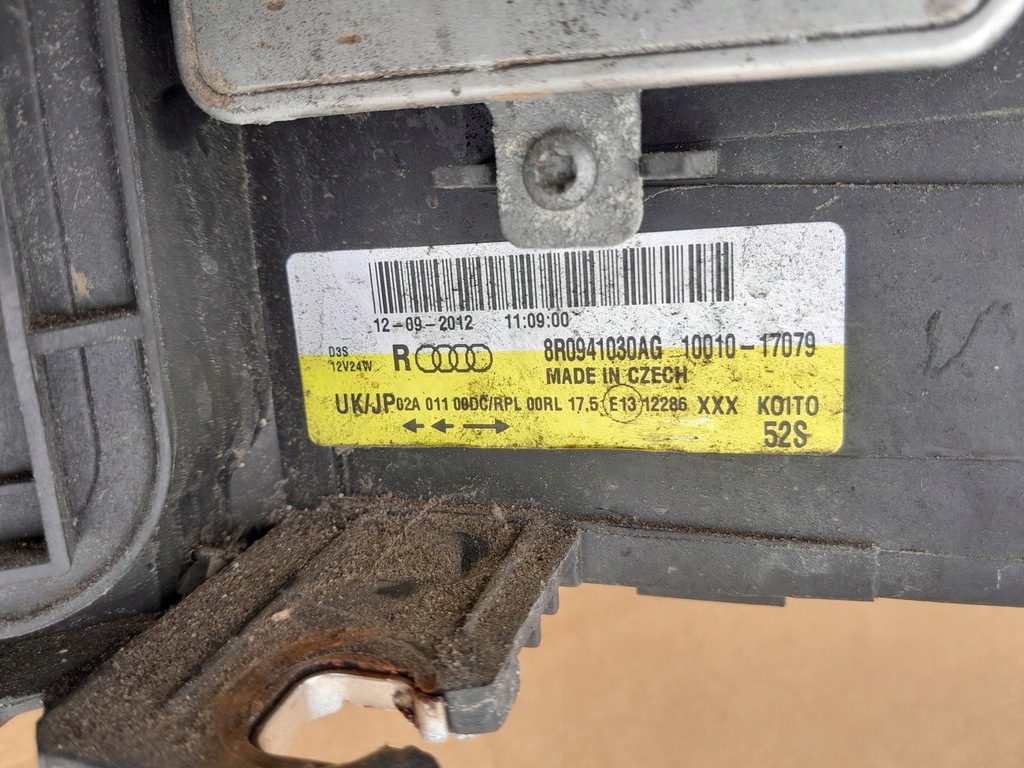 12-09-2012 11:09:00
D3S
12V24W
R
8R0941030AG 10010-17079
MADE IN CZECH
UK/JP 02A 011 00DC/RPL 00RL 17,5 E13 12286 XXX KOITO
52S